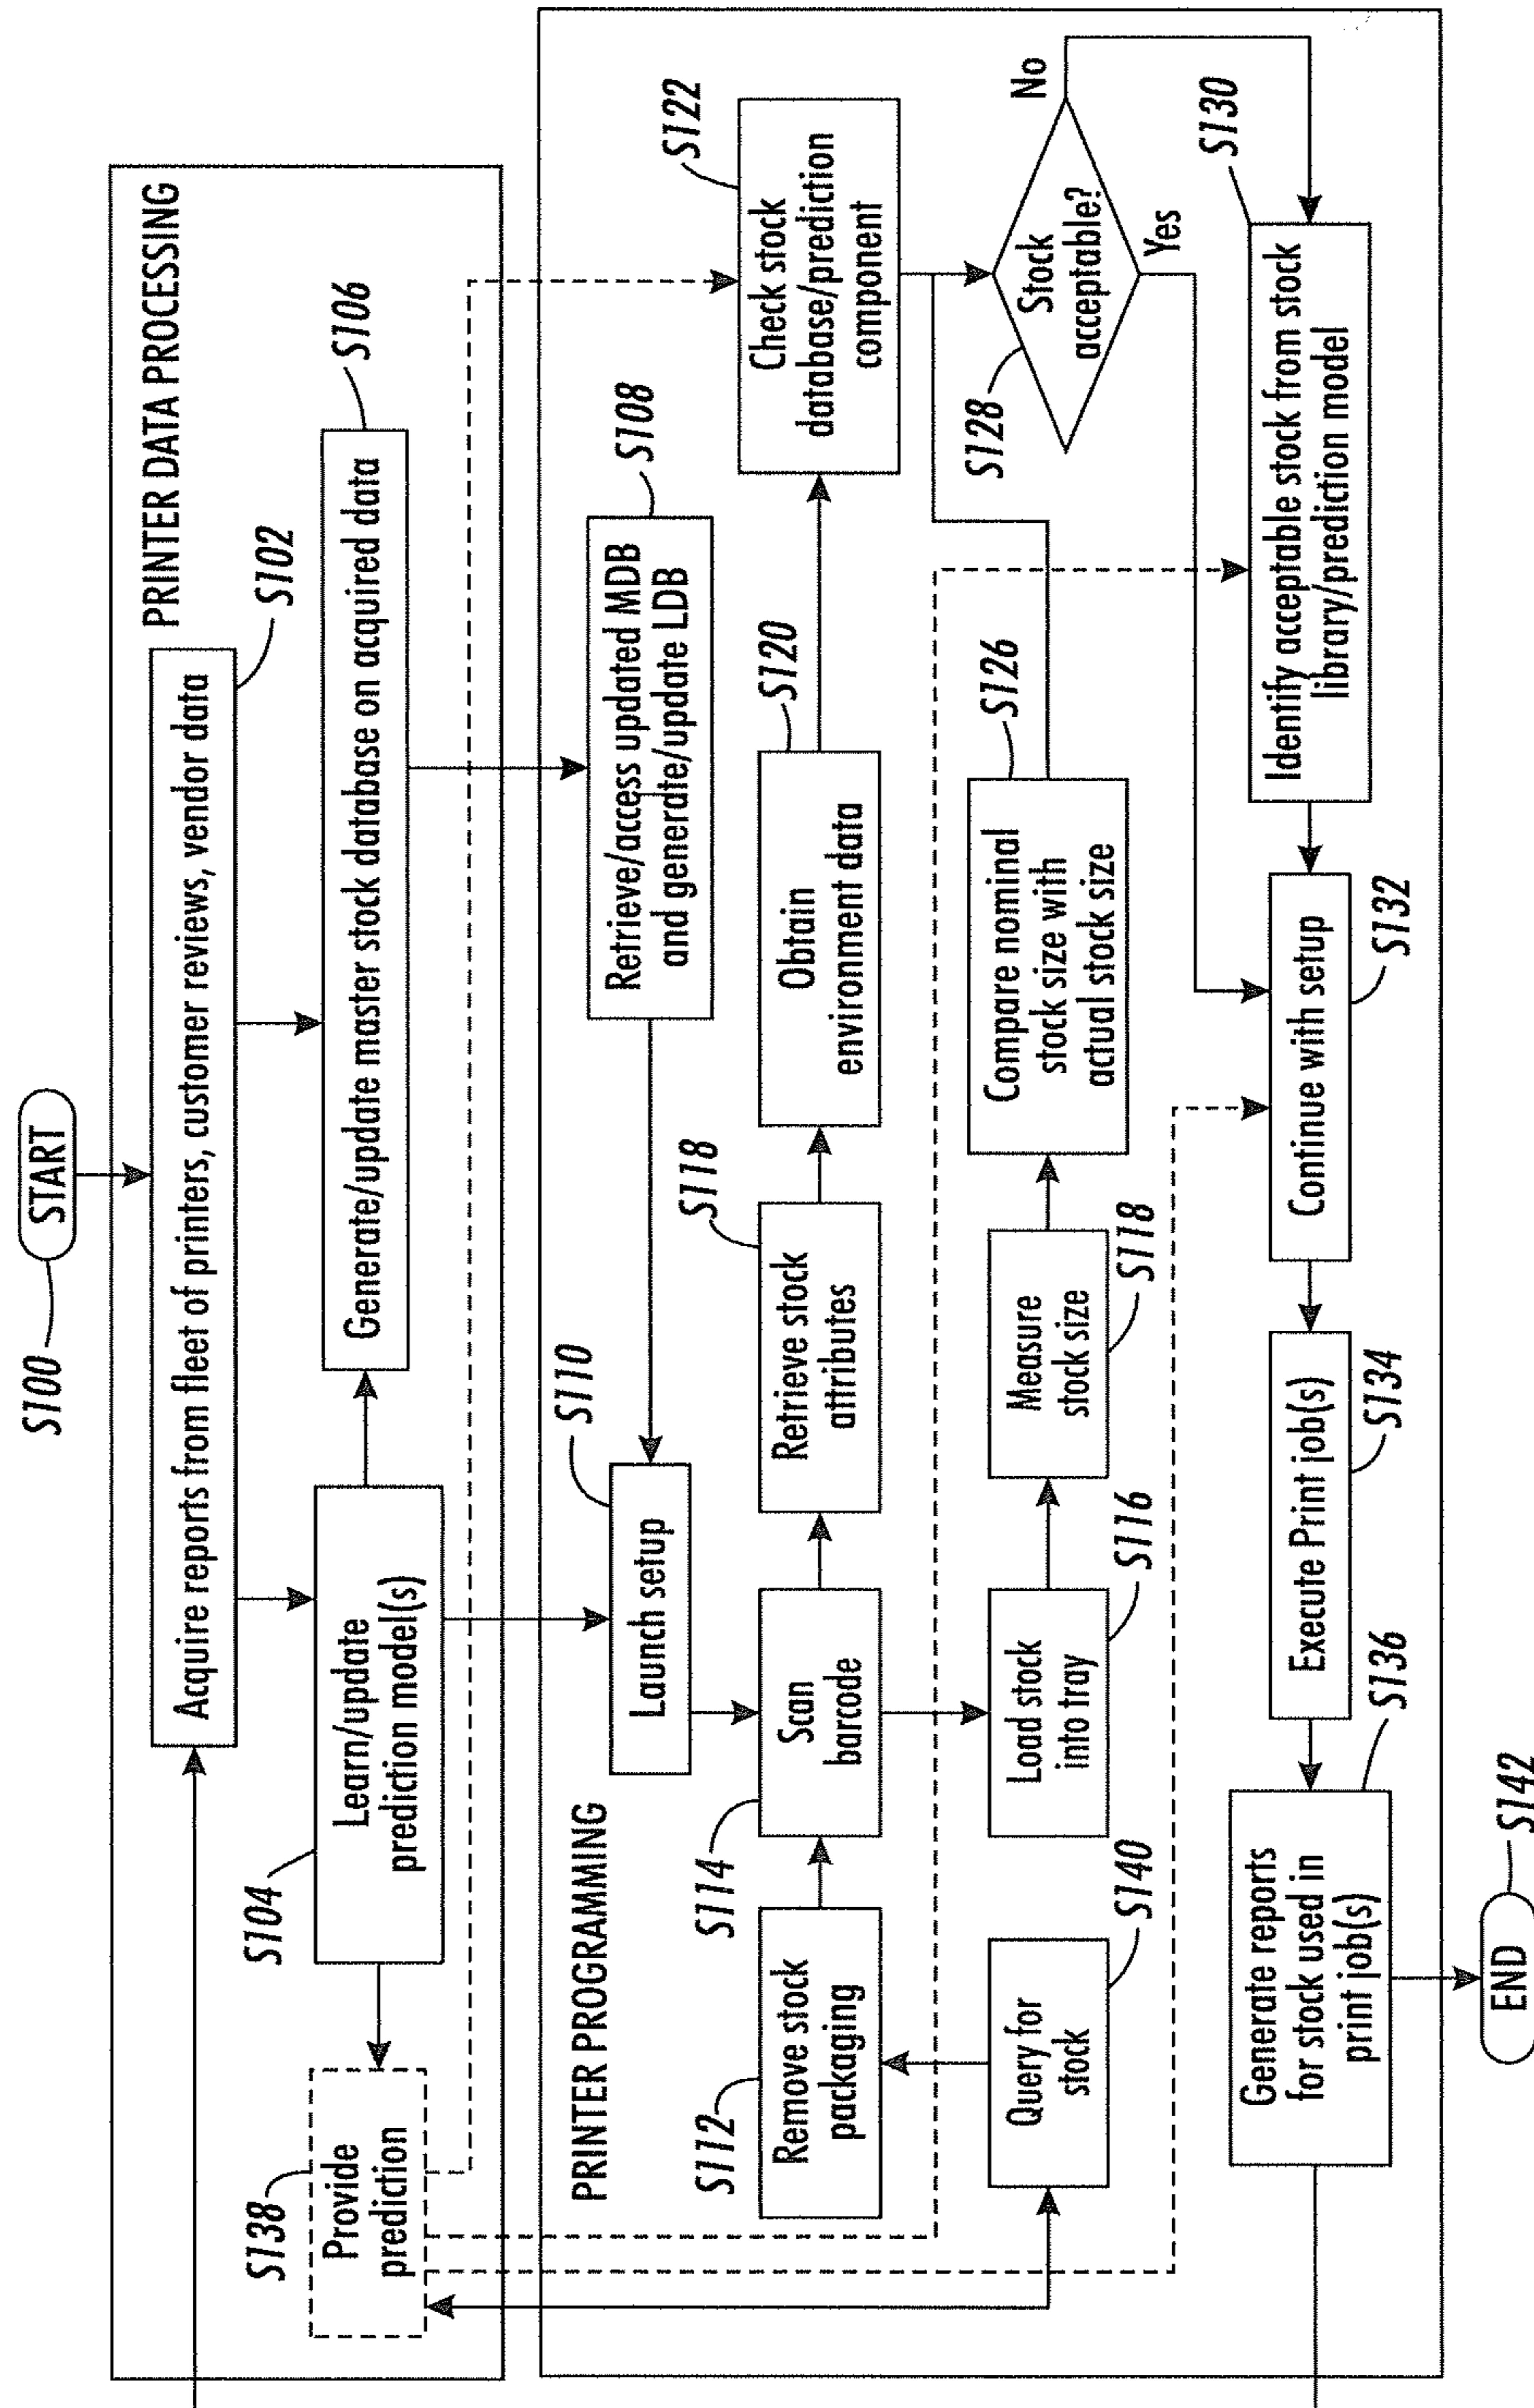 S100
START
PRINTER DATA PROCESSING
Acquire reports from fleet of printers, customer reviews, vendor data
S102
S104
Learn/update
prediction model(s)
Generate/update master stock database on acquired data
S106
S138
Provide
prediction
PRINTER PROGRAMMING
S110
Launch setup
Retrieve/access updated MDB
and generate/update LDB
S108
S112
Remove stock
packaging
S114
Scan
barcode
Retrieve stock
attributes
S118
Obtain
environment data
S120
Check stock
database/prediction
component
S122
Query for
stock
S140
Load stock
into tray
S116
Measure
stock size
S118
Compare nominal
stock size with
actual stock size
S126
S128
Stock
acceptable?
No
Yes
Identify acceptable stock from stock
library/prediction model
S130
Continue with setup
S132
Execute Print job(s)
S134
Generate reports
for stock used in
print job(s)
S136
END
S142